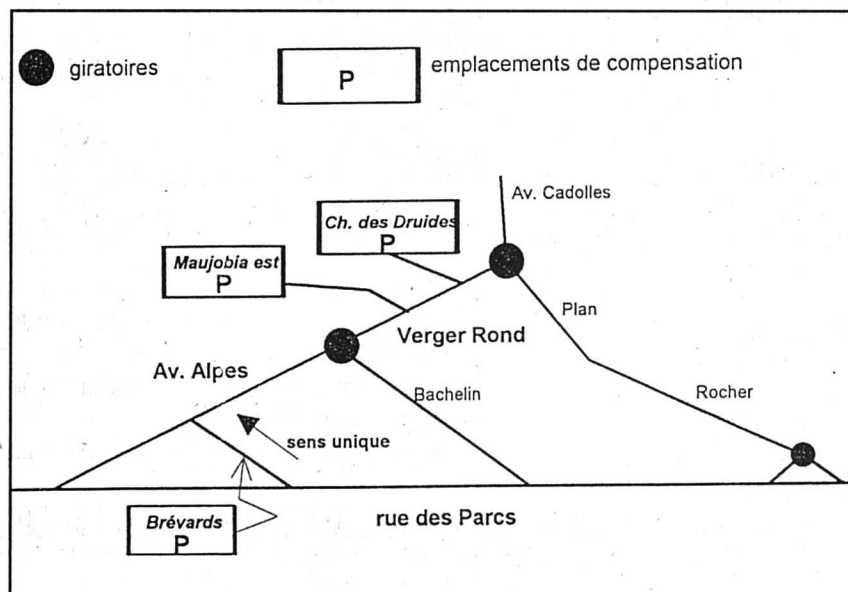 giratoires
P
emplacements de compensation
Av. Cadolles
Ch. des Druides
P
Maujobia est
P
Plan
Verger Rond
Av. Alpes
Bachelin
Rocher
sens unique
Brévards
P
rue des Parcs